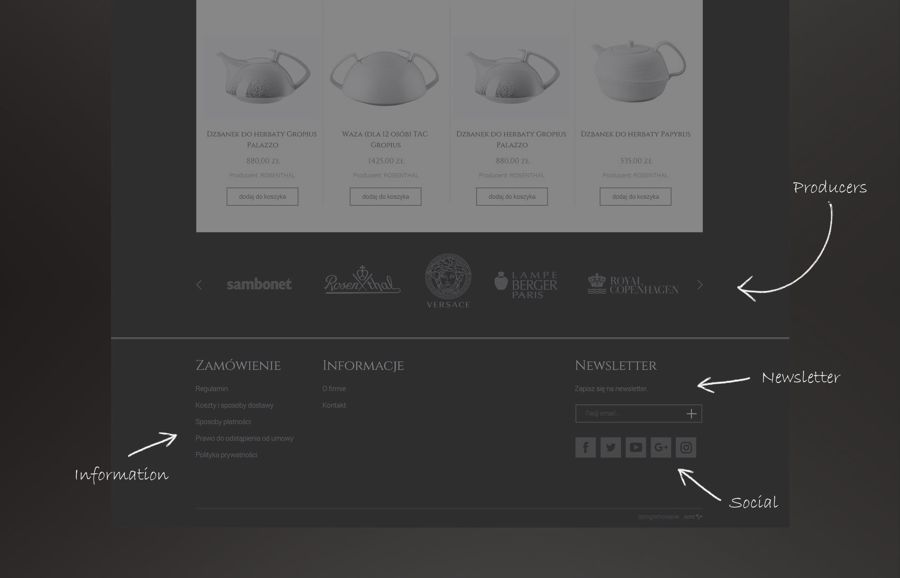 Dzbanek do herbaty Gropius Palazzo
880,00 ZŁ
Producent: ROSENTHAL
dodaj do koszyka
Waza (dla 12 osób) TAC Gropius
1425,00 ZŁ
Producent: ROSENTHAL
dodaj do koszyka
Dzbanek do herbaty Gropius Palazzo
880,00 ZŁ
Producent: ROSENTHAL
dodaj do koszyka
Dzbanek do herbaty Papyrus
535,00 ZŁ
Producent: ROSENTHAL
dodaj do koszyka
Producers
sambonet
Rosenthal
VERSACE
LAMPE
BERGER
PARIS
ROYAL
COPENHAGEN
Zamówienie
Regulamin
Koszty i sposoby dostawy
Sposoby płatności
Prawo do odstąpienia od umowy
Polityka prywatności
Informacje
O firmie
Kontakt
Newsletter
Zapisz się na newsletter
Twój email...
Newsletter
Information
Social